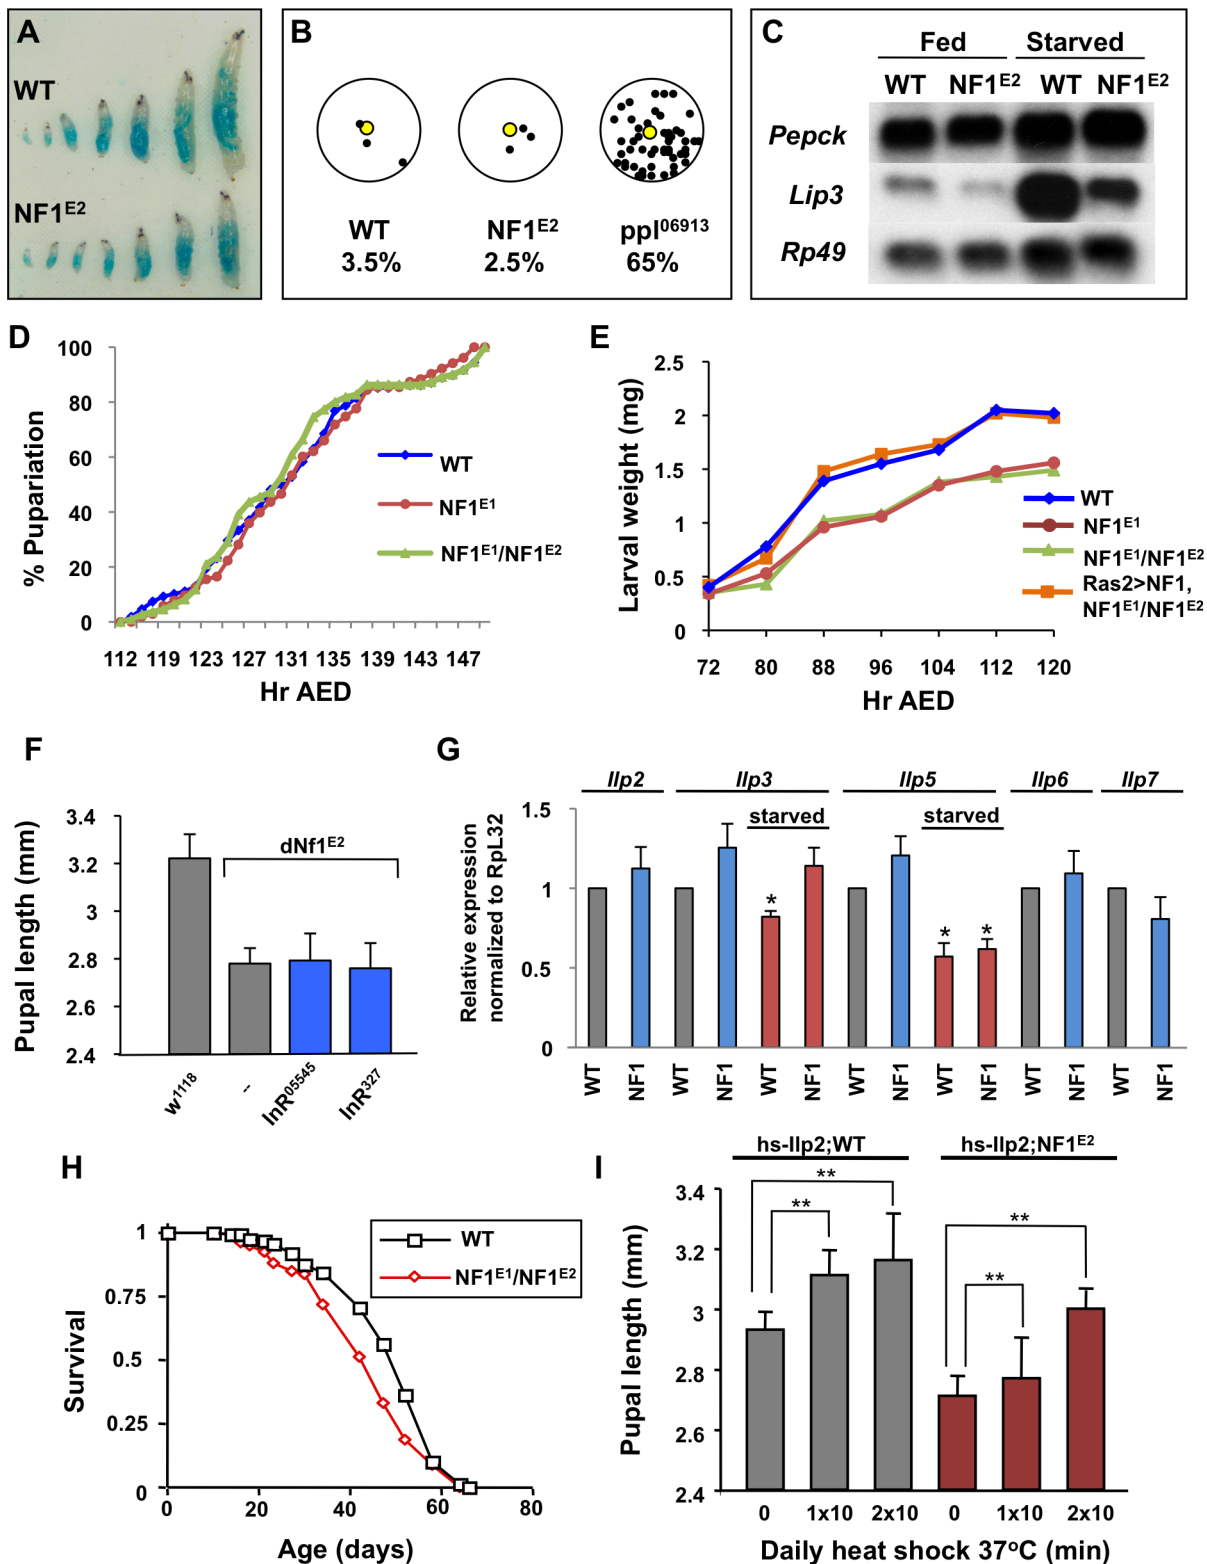 A
WT
NF1E2
B
WT
3.5%
NF1E2
2.5%
ppl06913
65%
C
Fed Starved
WT NF1E2 WT NF1E2
Pepck
Lip3
Rp49
D
% Pupariation
100
80
60
40
20
0
112 119 123 127 131 135 139 143 147
Hr AED
WT
NF1E1
NF1E1/NF1E2
E
Larval weight (mg)
2.5
2
1.5
1
0.5
0
72 80 88 96 104 112 120
Hr AED
WT
NF1E1
NF1E1/NF1E2
Ras2>NF1,
NF1E1/NF1E2
F
Pupal length (mm)
3.4
3.2
3
2.8
2.6
2.4
dNf1E2
w1118 -- InR05545 InR327
G
Relative expression
normalized to RpL32
Ilp2 Ilp3 Ilp5 Ilp6 Ilp7
starved starved
1.5
1
0.5
0
* * *
WT NF1 WT NF1 WT NF1 WT NF1 WT NF1 WT NF1 WT NF1
H
Survival
1
0.75
0.5
0.25
0
0 20 40 60 80
Age (days)
WT
NF1E1/NF1E2
I
hs-Ilp2;WT hs-Ilp2;NF1E2
Pupal length (mm)
3.4
3.2
3
2.8
2.6
2.4
** **
** **
0 1x10 2x10 0 1x10 2x10
Daily heat shock 37oC (min)